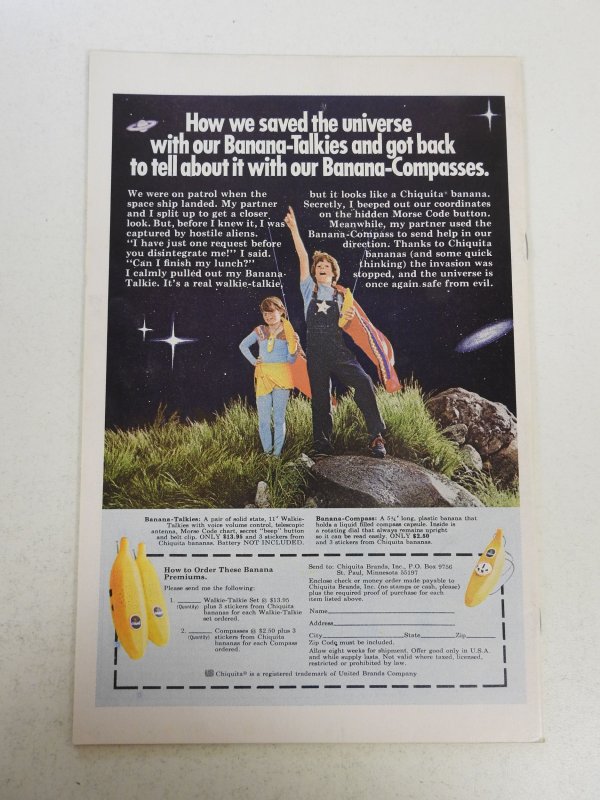 How we saved the universe
with our Banana-Talkies and got back
to tell about it with our Banana-Compasses.
We were on patrol when the
space ship landed. My partner
and I split up to get a closer
look. But, before I knew it, I was
captured by hostile aliens.
"I have just one request before
you disintegrate me!" I said.
"Can I finish my lunch?"
I calmly pulled out my Banana-
Talkie. It's a real walkie-talkie,
but it looks like a Chiquita® banana.
Secretly, I beeped out our coordinates
on the hidden Morse Code button.
Meanwhile, my partner used the
Banana-Compass to send help in our
direction. Thanks to Chiquita
bananas (and some quick
thinking) the invasion was
stopped, and the universe is
once again safe from evil.
Banana-Talkies: A pair of solid state, 11" Walkie-
Talkies with voice volume control, telescopic
antenna, Morse Code chart, secret "beep" button
and belt clip. ONLY $13.95 and 3 stickers from
Chiquita bananas. Battery NOT INCLUDED.
Banana-Compass: A 5¼" long, plastic banana that
holds a liquid filled compass capsule. Inside is
a rotating dial that always remains upright
so it can be read easily. ONLY $2.50
and 3 stickers from Chiquita bananas.
How to Order These Banana
Premiums.
Please send me the following:
1. ______ Walkie-Talkie Set @ $13.95
(Quantity) plus 3 stickers from Chiquita
bananas for each Walkie-Talkie
set ordered.
2. ______ Compasses @ $2.50 plus 3
(Quantity) stickers from Chiquita
bananas for each Compass
ordered.
Send to: Chiquita Brands, Inc., P.O. Box 9756
St. Paul, Minnesota 55197
Enclose check or money order made payable to
Chiquita Brands, Inc. (no stamps or cash, please)
plus the required proof of purchase for each
item listed above.
Name
Address
City State Zip
Zip Code must be included.
Allow eight weeks for shipment. Offer good only in U.S.A.
and while supply lasts. Not valid where taxed, licensed,
restricted or prohibited by law.
Chiquita® is a registered trademark of United Brands Company